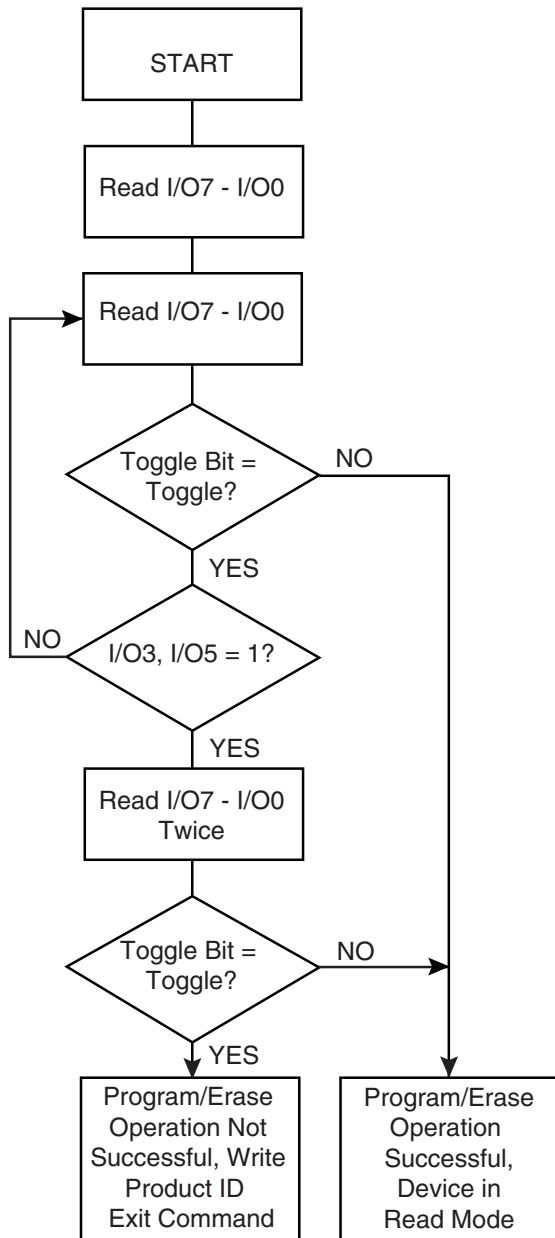 START
Read I/O7 - I/O0
Read I/O7 - I/O0
Toggle Bit =
Toggle?
NO
YES
NO
I/O3, I/O5 = 1?
YES
Read I/O7 - I/O0
Twice
Toggle Bit =
Toggle?
NO
YES
Program/Erase
Operation Not
Successful, Write
Product ID
Exit Command
Program/Erase
Operation
Successful,
Device in
Read Mode